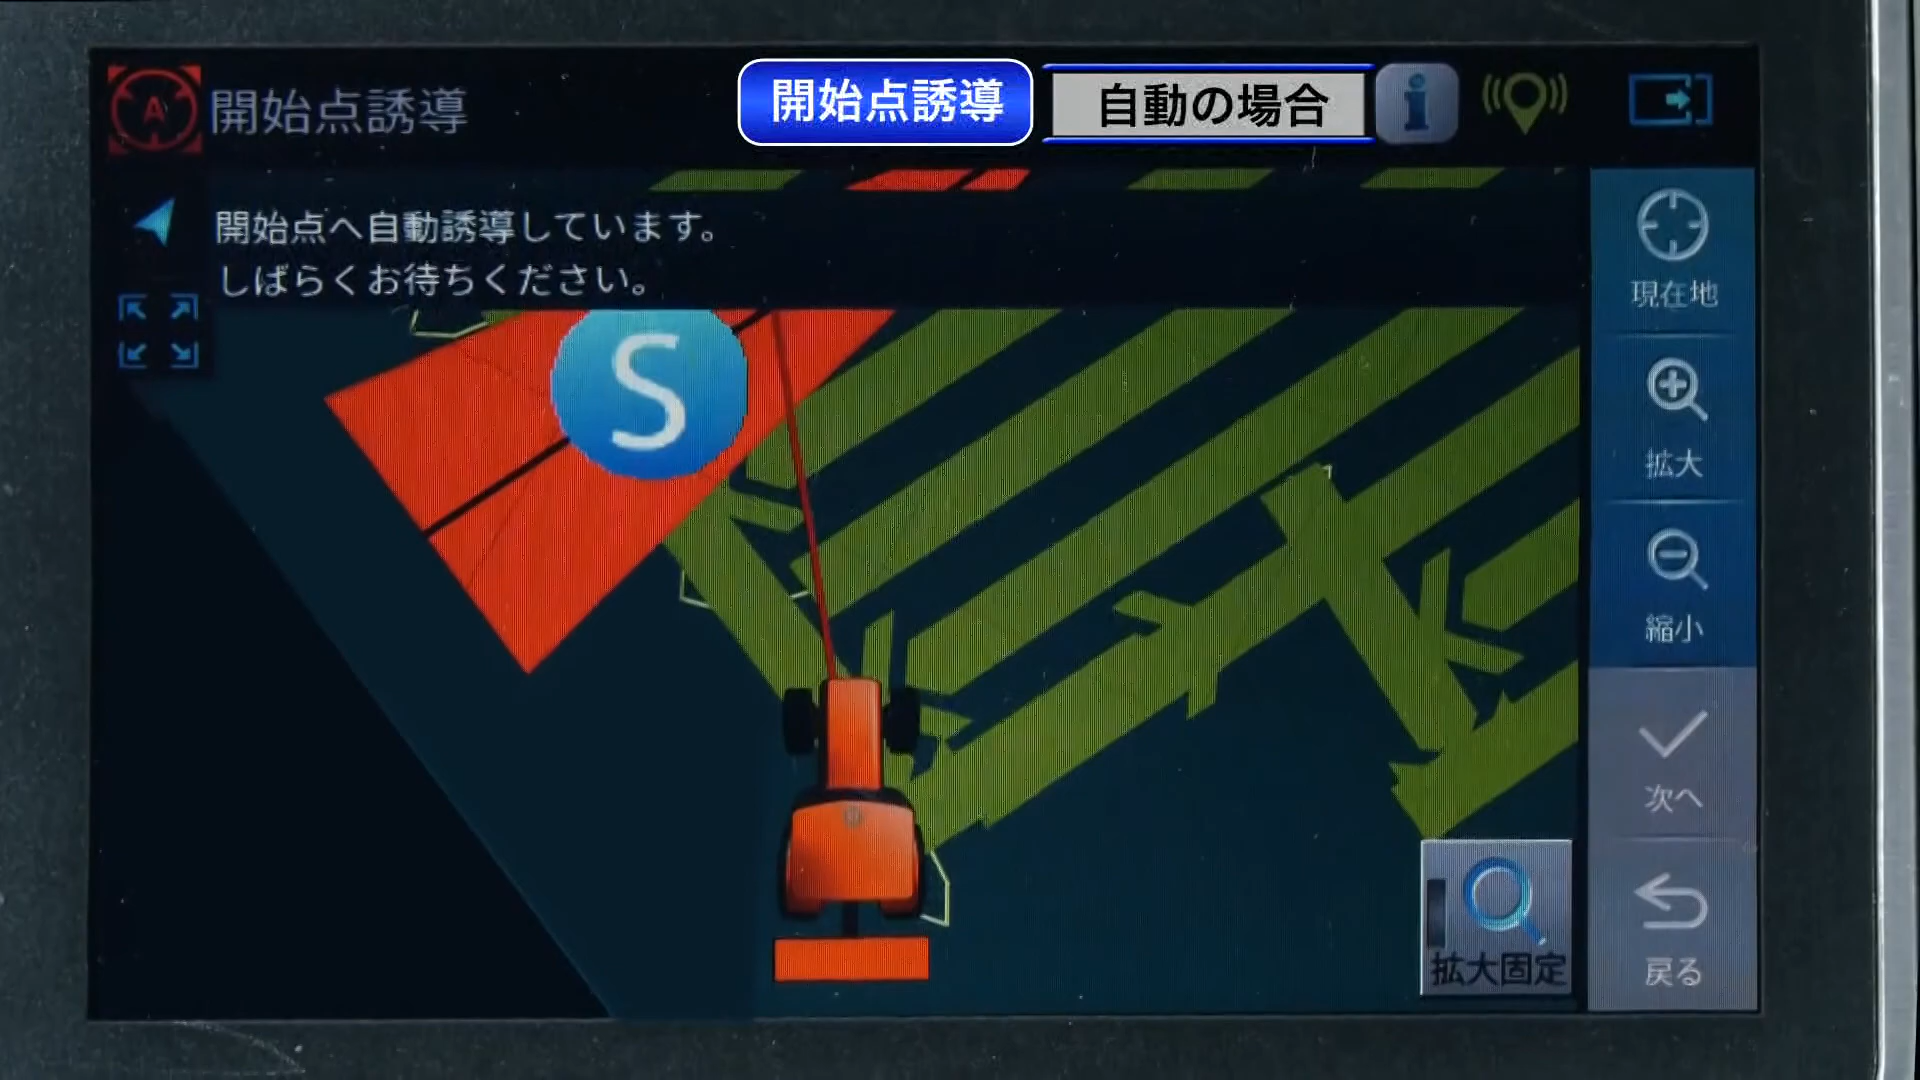 A
開始点誘導
開始点誘導
自動の場合
i
開始点へ自動誘導しています。
しばらくお待ちください。
S
現在地
拡大
縮小
次へ
拡大固定
戻る